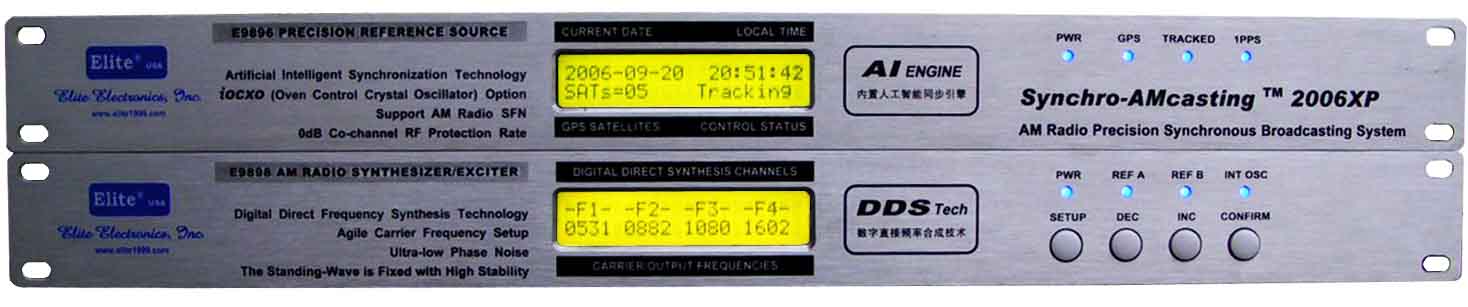 E9896 PRECISION REFERENCE SOURCE
Elite® USA
Elite Electronics, Inc.
www.elite1999.com
Artificial Intelligent Synchronization Technology
iOCXO (Oven Control Crystal Oscillator) Option
Support AM Radio SFN
0dB Co-channel RF Protection Rate
CURRENT DATE LOCAL TIME
2006-09-20 20:51:42
SATs=05 Tracking
GPS SATELLITES CONTROL STATUS
AI ENGINE
内置人工智能同步引擎
PWR GPS TRACKED 1PPS
Synchro-AMcasting ™ 2006XP
AM Radio Precision Synchronous Broadcasting System
E9898 AM RADIO SYNTHESIZER/EXCITER
Elite® USA
Elite Electronics, Inc.
www.elite1999.com
Digital Direct Frequency Synthesis Technology
Agile Carrier Frequency Setup
Ultra-low Phase Noise
The Standing-Wave is Fixed with High Stability
DIGITAL DIRECT SYNTHESIS CHANNELS
-F1- -F2- -F3- -F4-
0531 0882 1080 1602
CARRIER OUTPUT FREQUENCIES
DDS Tech
数字直接频率合成技术
PWR REF A REF B INT OSC
SETUP DEC INC CONFIRM